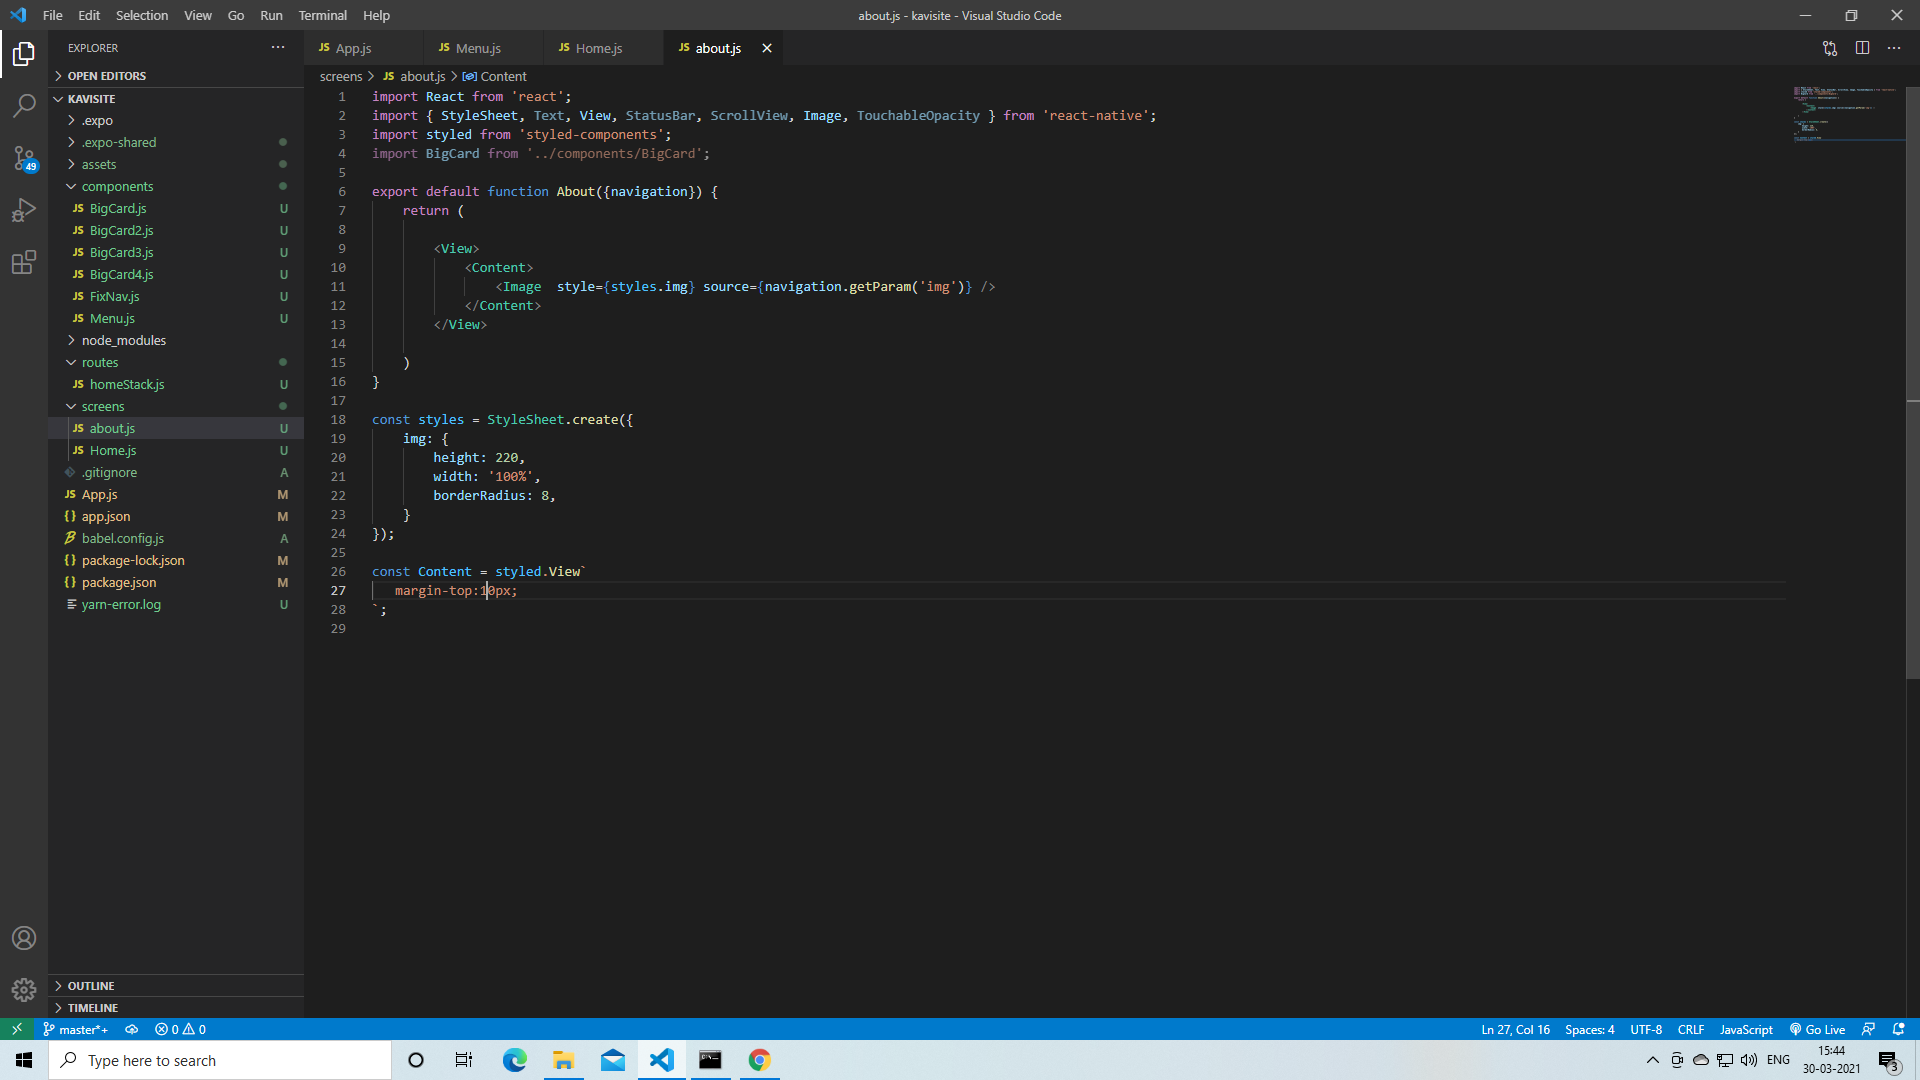 File Edit Selection View Go Run Terminal Help
about.js - kavisite - Visual Studio Code
EXPLORER
OPEN EDITORS
KAVISITE
.expo
.expo-shared
assets
components
JS BigCard.js U
JS BigCard2.js U
JS BigCard3.js U
JS BigCard4.js U
JS FixNav.js U
JS Menu.js U
node_modules
routes
JS homeStack.js U
screens
JS about.js U
JS Home.js U
.gitignore A
JS App.js M
{} app.json M
babel.config.js A
{} package-lock.json M
{} package.json M
yarn-error.log U
OUTLINE
TIMELINE
49
JS App.js JS Menu.js JS Home.js JS about.js
screens > JS about.js > Content
1 import React from 'react';
2 import { StyleSheet, Text, View, StatusBar, ScrollView, Image, TouchableOpacity } from 'react-native';
3 import styled from 'styled-components';
4 import BigCard from '../components/BigCard';
5
6 export default function About({navigation}) {
7 return (
8
9 <View>
10 <Content>
11 <Image  style={styles.img} source={navigation.getParam('img')} />
12 </Content>
13 </View>
14
15 )
16 }
17
18 const styles = StyleSheet.create({
19 img: {
20 height: 220,
21 width: '100%',
22 borderRadius: 8,
23 }
24 });
25
26 const Content = styled.View`
27 margin-top:10px;
28 `;
29
master*+ 0 0
Ln 27, Col 16 Spaces: 4 UTF-8 CRLF JavaScript Go Live
Type here to search
ENG
15:44
30-03-2021
3